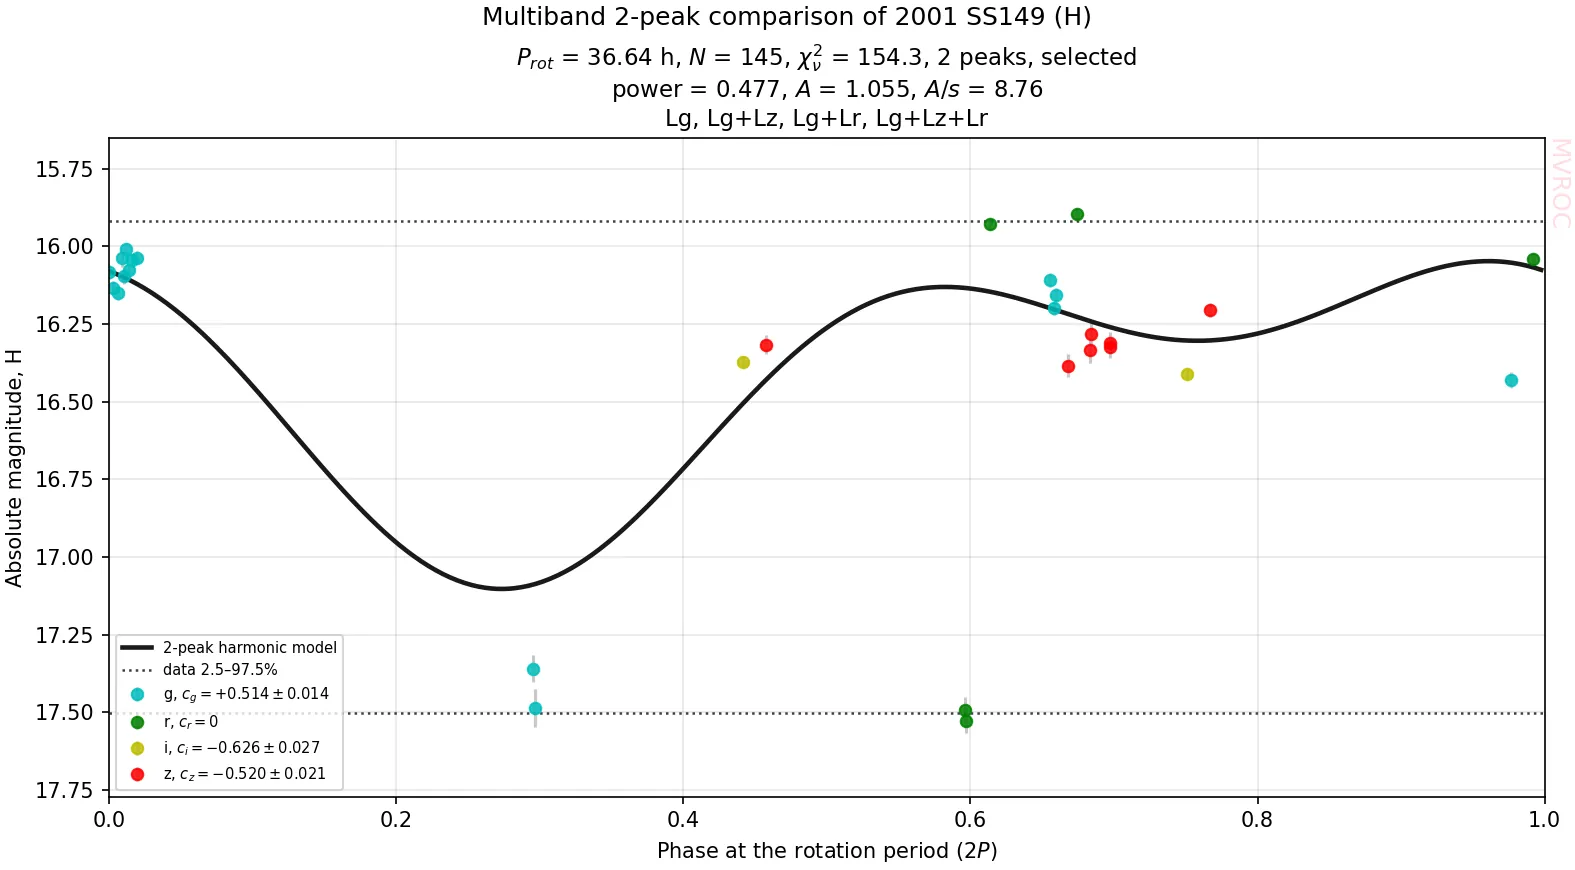 Multiband 2-peak comparison of 2001 SS149 (H)
P_rot = 36.64 h, N = 145, χ²_ν = 154.3, 2 peaks, selected
power = 0.477, A = 1.055, A/s = 8.76
Lg, Lg+Lz, Lg+Lr, Lg+Lz+Lr
MVROC
15.75
16.00
16.25
16.50
16.75
17.00
17.25
17.50
17.75
Absolute magnitude, H
2-peak harmonic model
data 2.5–97.5%
g, c_g = +0.514 ± 0.014
r, c_r = 0
i, c_i = −0.626 ± 0.027
z, c_z = −0.520 ± 0.021
0.0 0.2 0.4 0.6 0.8 1.0
Phase at the rotation period (2P)